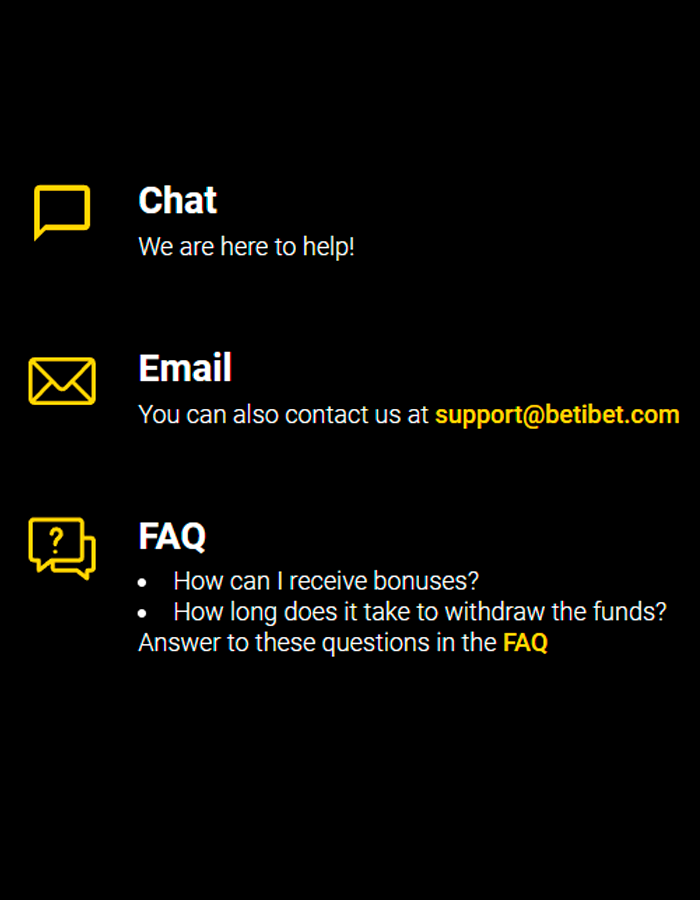 Chat
We are here to help!
Email
You can also contact us at support@betibet.com
?
FAQ
• How can I receive bonuses?
• How long does it take to withdraw the funds?
Answer to these questions in the FAQ